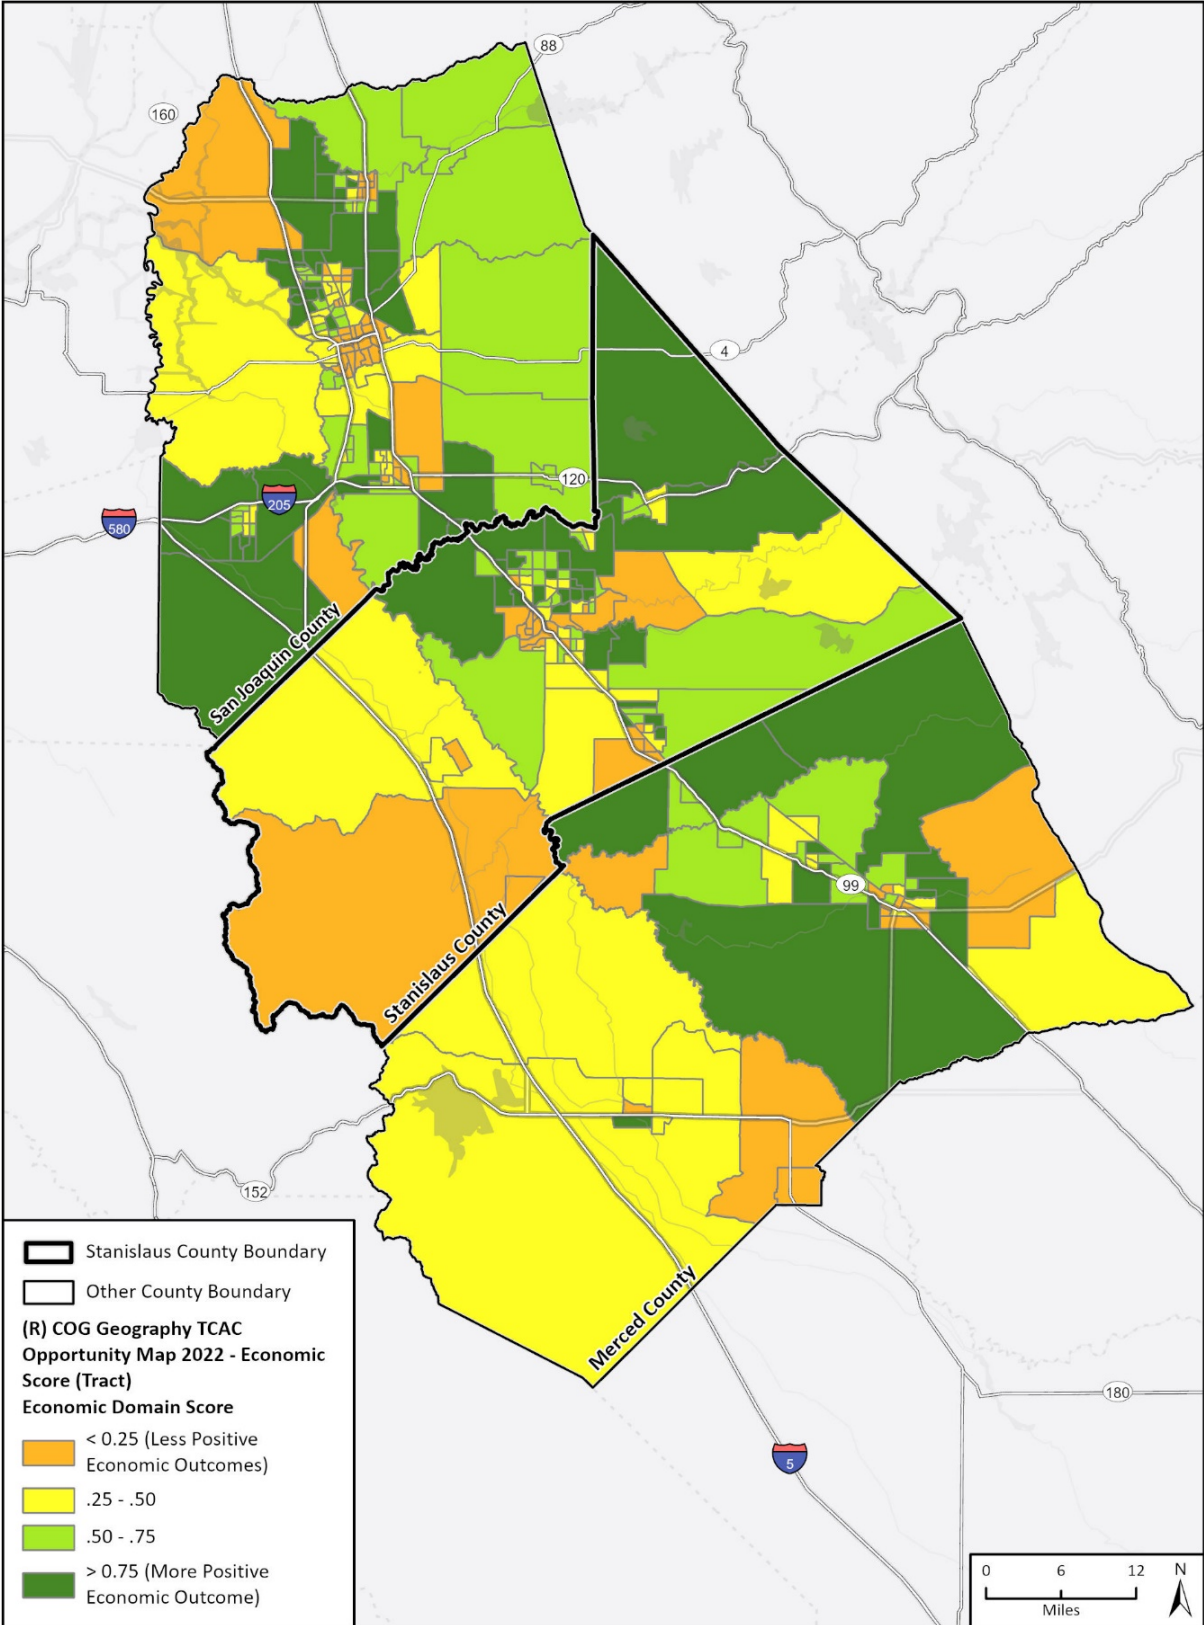 88
160
4
120
205
580
San Joaquin County
99
Stanislaus County
152
Merced County
180
5
Stanislaus County Boundary
Other County Boundary
(R) COG Geography TCAC
Opportunity Map 2022 - Economic
Score (Tract)
Economic Domain Score
< 0.25 (Less Positive
Economic Outcomes)
.25 - .50
.50 - .75
> 0.75 (More Positive
Economic Outcome)
0 6 12 N
Miles